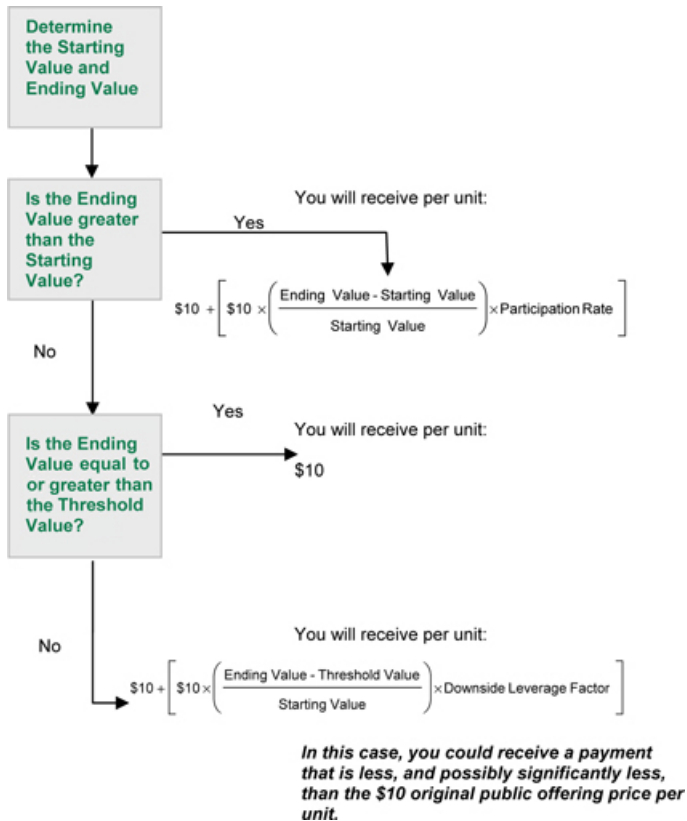 Determine
the Starting
Value and
Ending Value
Is the Ending
Value greater
than the
Starting
Value?
Yes
You will receive per unit:
$10 + [ $10 × ( Ending Value - Starting Value / Starting Value ) × Participation Rate ]
No
Is the Ending
Value equal to
or greater than
the Threshold
Value?
Yes
You will receive per unit:
$10
No
You will receive per unit:
$10 + [ $10 × ( Ending Value - Threshold Value / Starting Value ) × Downside Leverage Factor ]
In this case, you could receive a payment
that is less, and possibly significantly less,
than the $10 original public offering price per
unit.